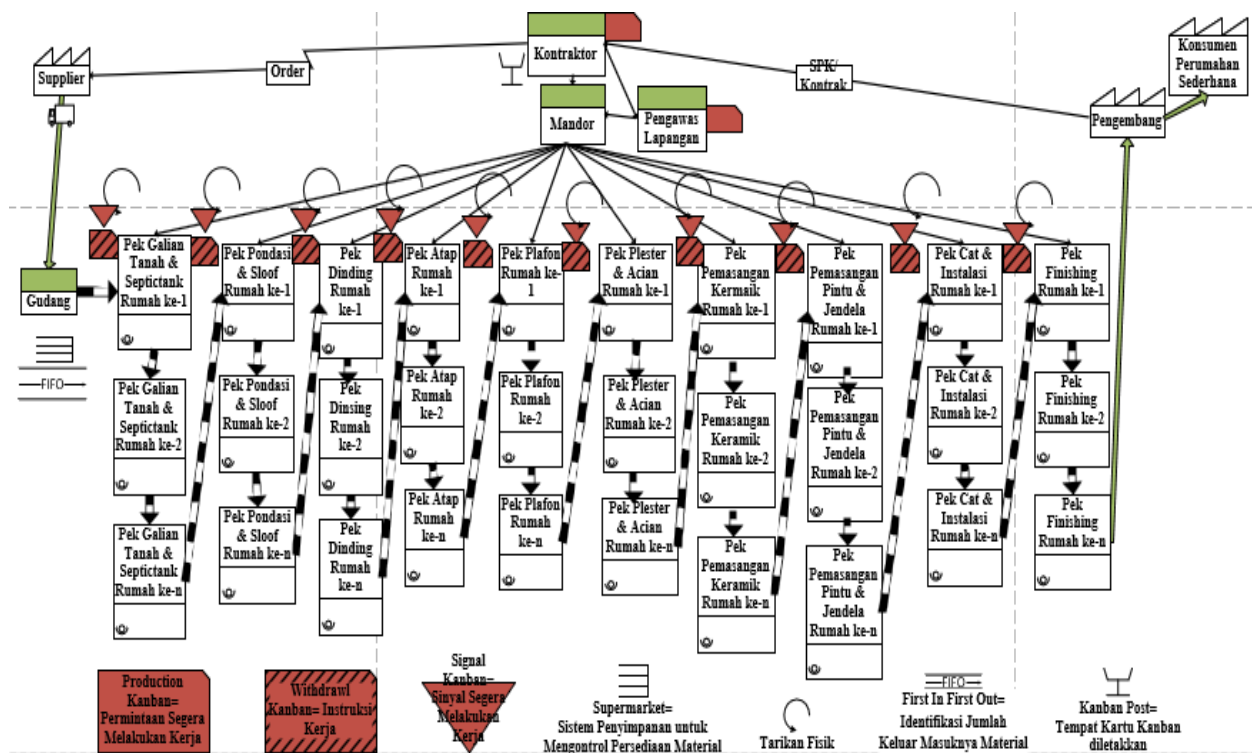 Kontraktor
Konsumen
Perumahan
Sederhana
Supplier
Order
SPK/
Kontrak
Mandor
Pengawas
Lapangan
Pengembang
Gudang
FIFO
Pek Galian
Tanah &
Septictank
Rumah ke-1
Pek Pondasi
& Sloof
Rumah ke-1
Pek
Dinding
Rumah
ke-1
Pek Atap
Rumah
ke-1
Pek Plafon
Rumah ke-
1
Pek Plester
& Acian
Rumah ke-1
Pek
Pemasangan
Kermaik
Rumah ke-1
Pek
Pemasangan
Pintu &
Jendela
Rumah ke-1
Pek Cat &
Instalasi
Rumah ke-1
Pek
Finishing
Rumah ke-1
Pek Galian
Tanah &
Septictank
Rumah ke-2
Pek Pondasi
& Sloof
Rumah ke-2
Pek
Dinsing
Rumah
ke-2
Pek Atap
Rumah
ke-2
Pek Plafon
Rumah
ke-2
Pek Plester
& Acian
Rumah ke-2
Pek
Pemasangan
Keramik
Rumah ke-2
Pek
Pemasangan
Pintu &
Jendela
Rumah ke-2
Pek Cat &
Instalasi
Rumah ke-2
Pek
Finishing
Rumah ke-2
Pek Galian
Tanah &
Septictank
Rumah ke-n
Pek Pondasi
& Sloof
Rumah ke-n
Pek
Dinding
Rumah
ke-n
Pek Atap
Rumah
ke-n
Pek Plafon
Rumah
ke-n
Pek Plester
& Acian
Rumah ke-n
Pek
Pemasangan
Keramik
Rumah ke-n
Pek
Pemasangan
Pintu &
Jendela
Rumah ke-n
Pek Cat &
Instalasi
Rumah ke-n
Pek
Finishing
Rumah ke-n
Production
Kanban=
Permintaan Segera
Melakukan Kerja
Withdrawl
Kanban= Instruksi
Kerja
Signal
Kanban=
Sinyal Segera
Melakukan
Kerja
Supermarket=
Sistem Penyimpanan untuk
Mengontrol Persediaan Material
Tarikan Fisik
FIFO
First In First Out=
Identifikasi Jumlah
Keluar Masuknya Material
Kanban Post=
Tempat Kartu Kanban
diletakkan